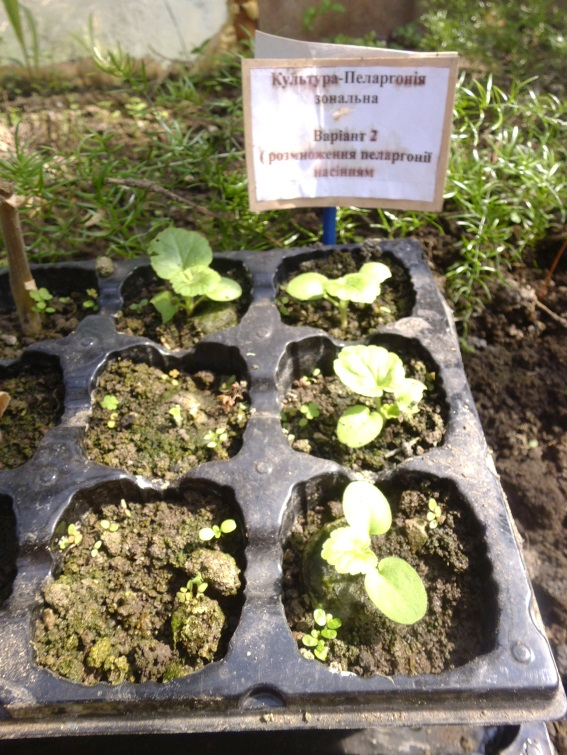 Культура-Пеларгонія
зональна
Варіант 2
( розмноження пеларгонії
насінням